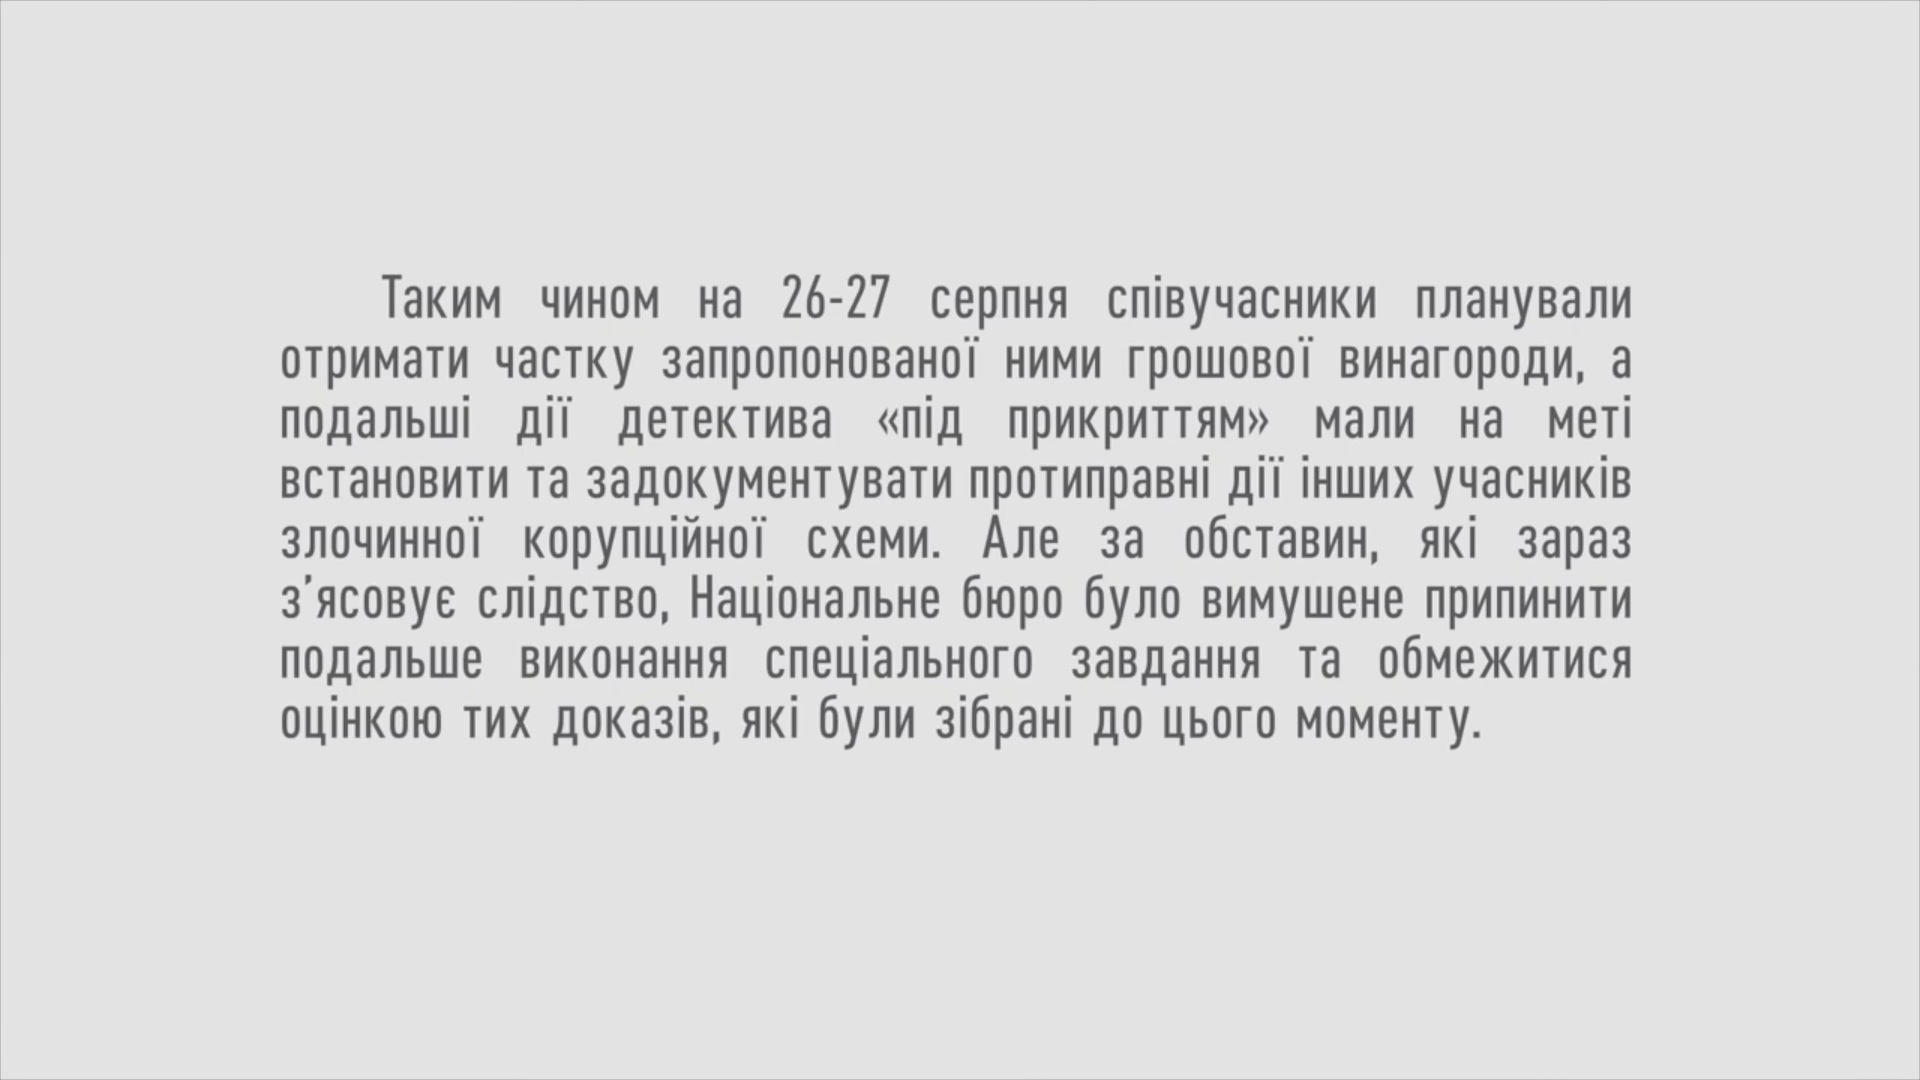 Таким чином на 26-27 серпня співучасники планували
отримати частку запропонованої ними грошової винагороди, а
подальші дії детектива «під прикриттям» мали на меті
встановити та задокументувати протиправні дії інших учасників
злочинної корупційної схеми. Але за обставин, які зараз
з’ясовує слідство, Національне бюро було вимушене припинити
подальше виконання спеціального завдання та обмежитися
оцінкою тих доказів, які були зібрані до цього моменту.